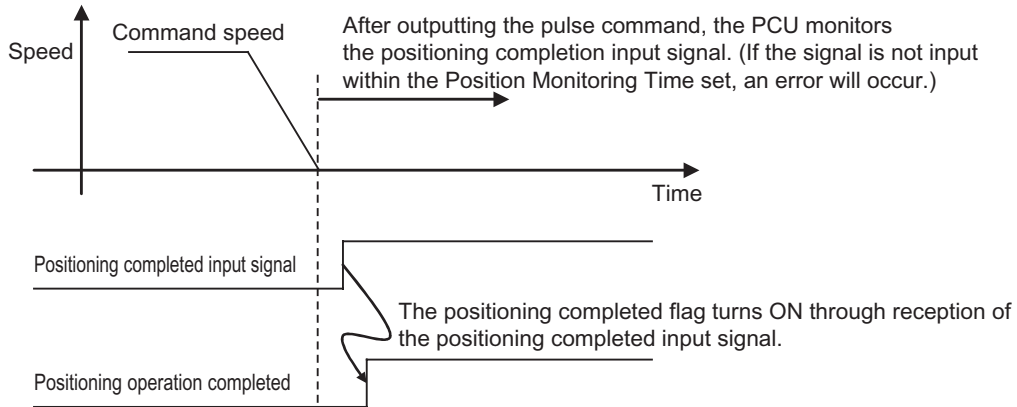 Speed
Command speed
After outputting the pulse command, the PCU monitors
the positioning completion input signal. (If the signal is not input
within the Position Monitoring Time set, an error will occur.)
Time
Positioning completed input signal
The positioning completed flag turns ON through reception of
the positioning completed input signal.
Positioning operation completed